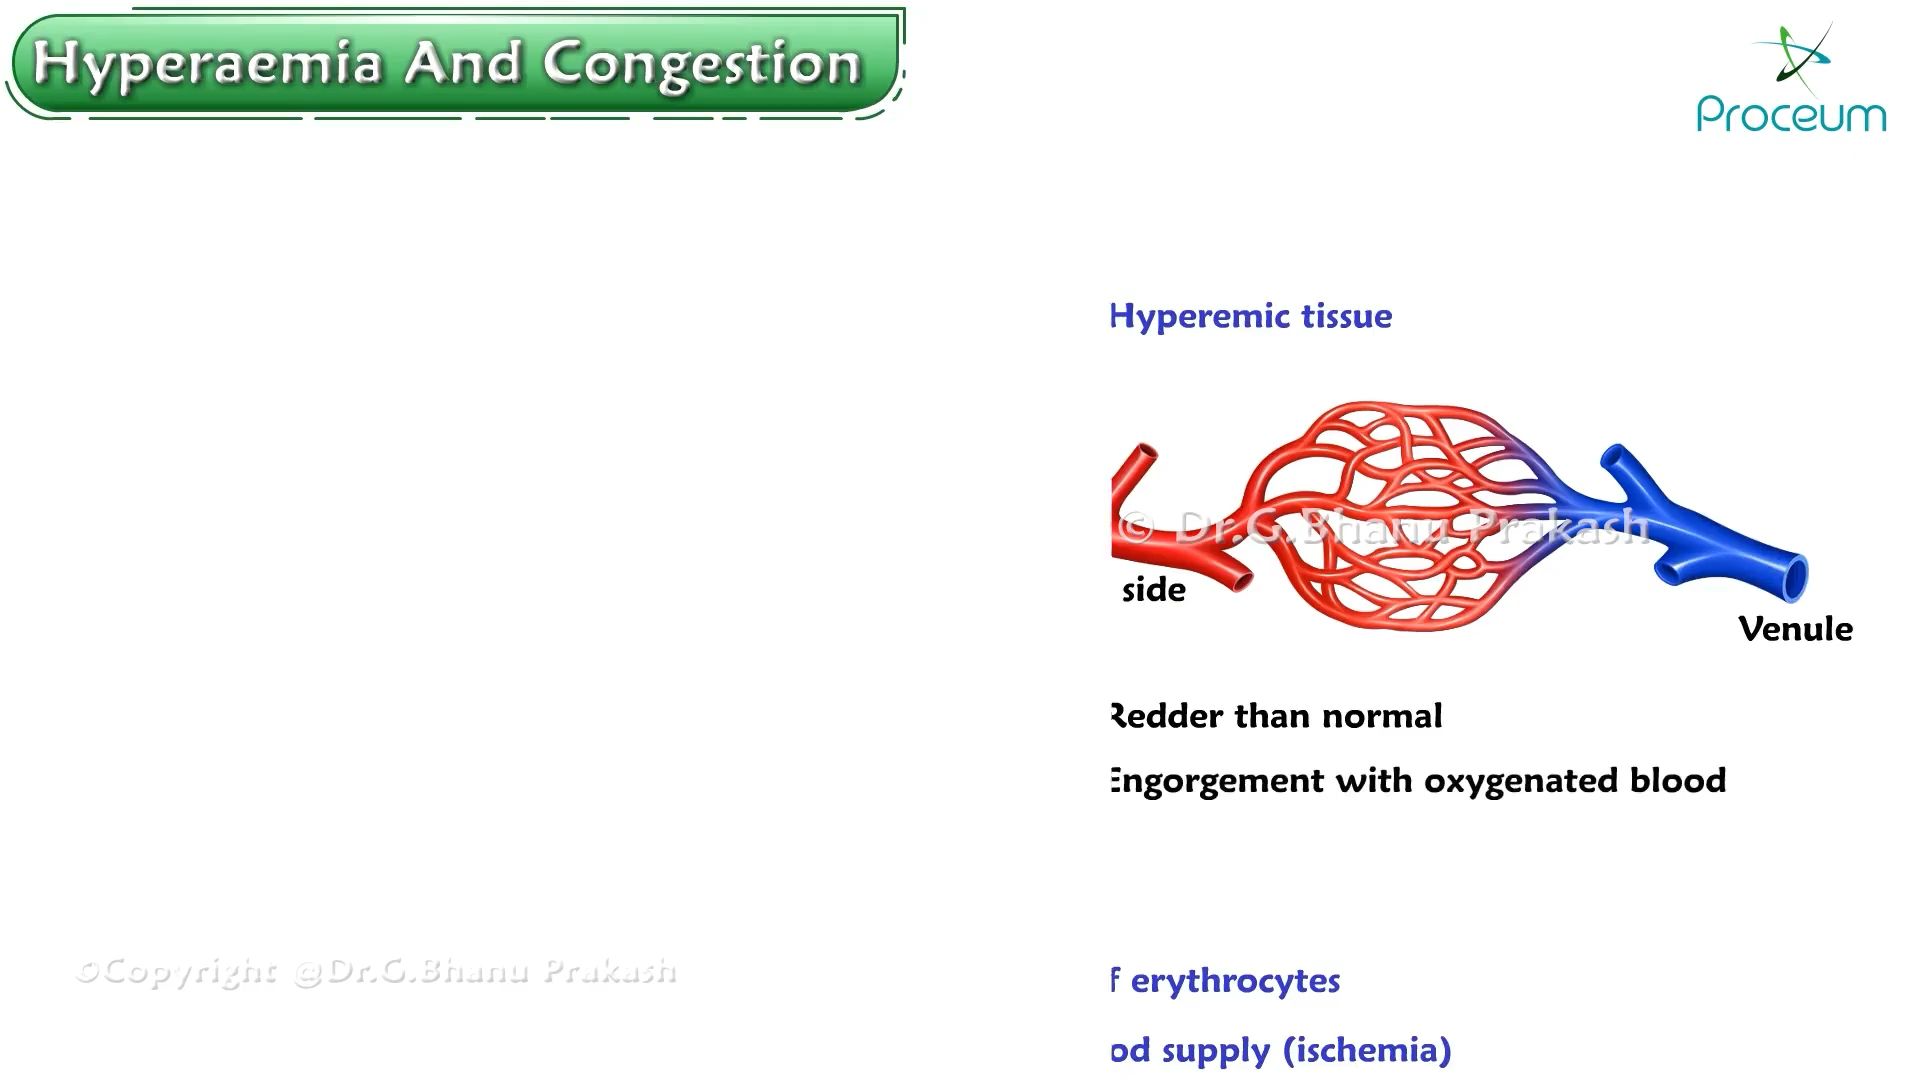 Hyperaemia And Congestion
Proceum
Hyperemic tissue
© Dr.G.Bhanu Prakash
side
Venule
Redder than normal
Engorgement with oxygenated blood
©Copyright @Dr.G.Bhanu Prakash
f erythrocytes
od supply (ischemia)